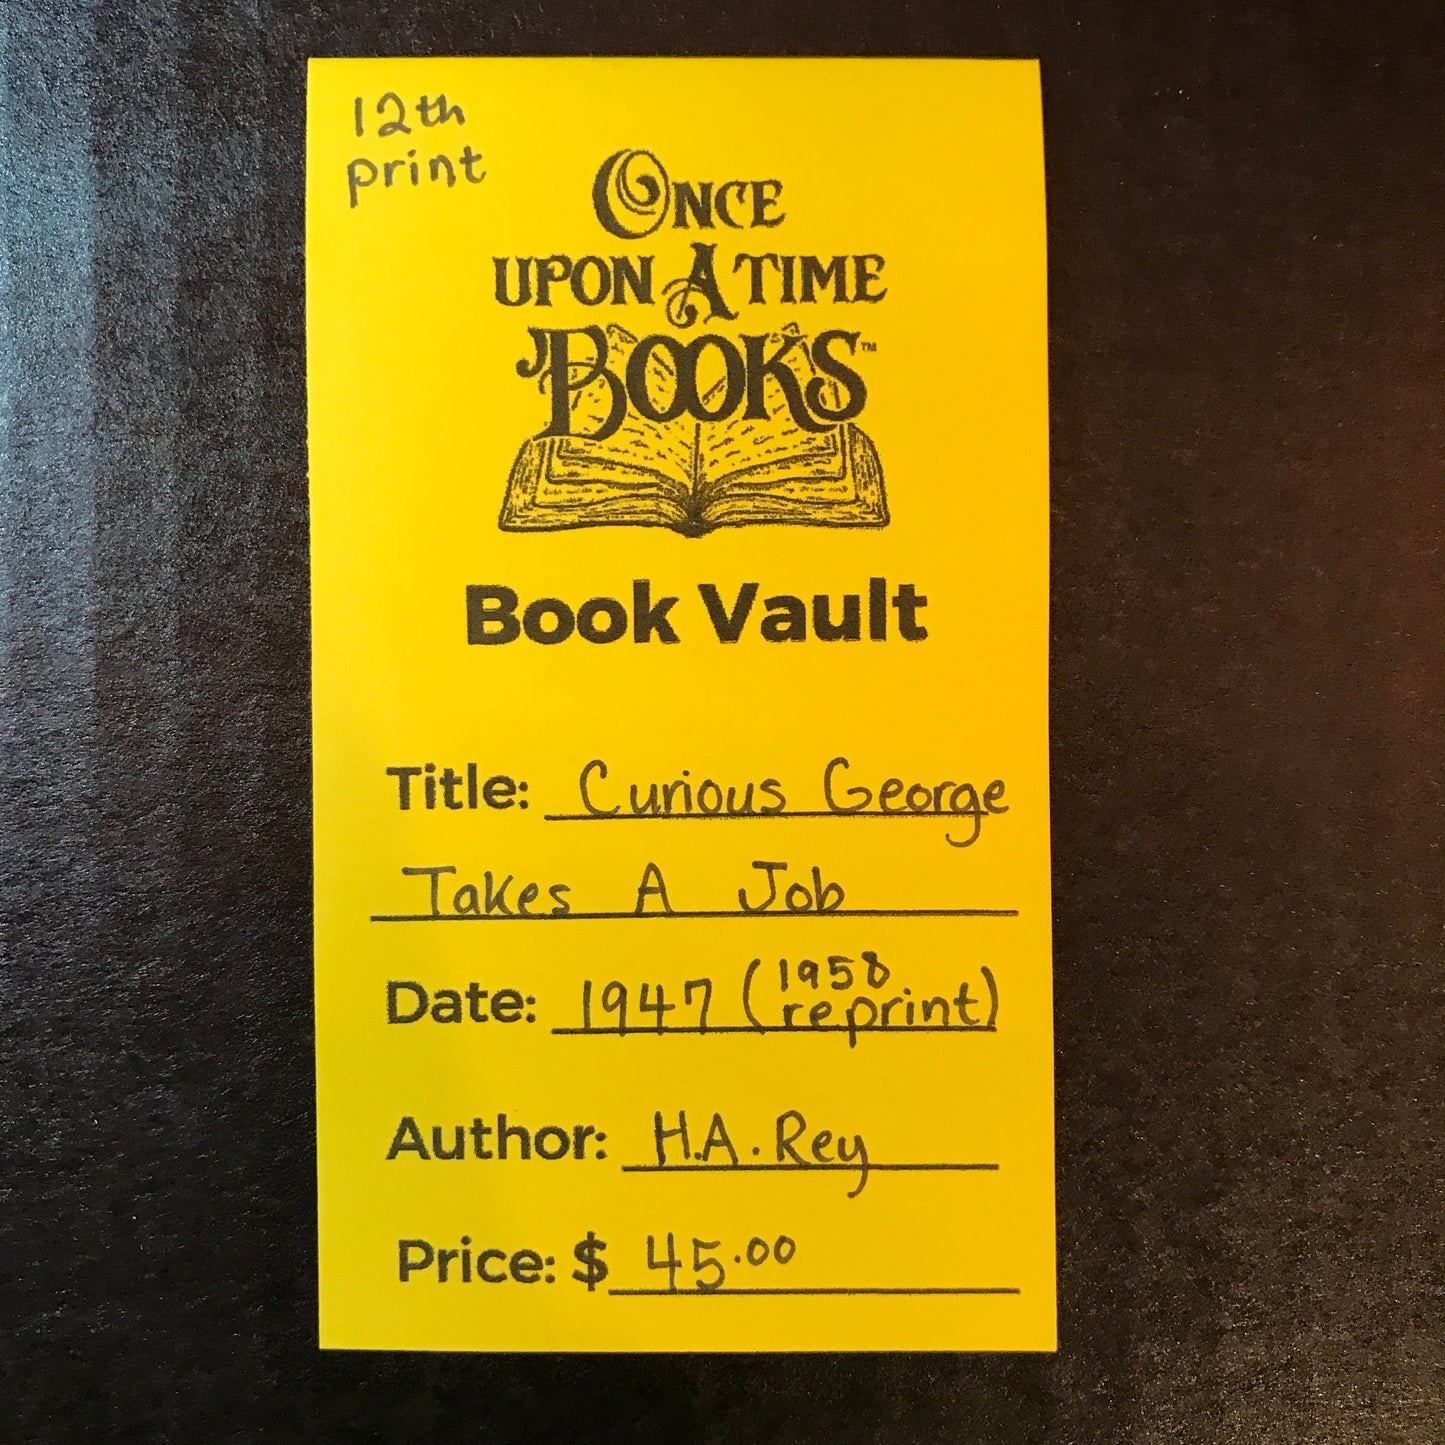 12th
print
ONCE
UPON A TIME
BOOKS™
Book Vault
Title: Curious George
Takes A Job
Date: 1947 (1958 reprint)
Author: H.A. Rey
Price: $ 45.00